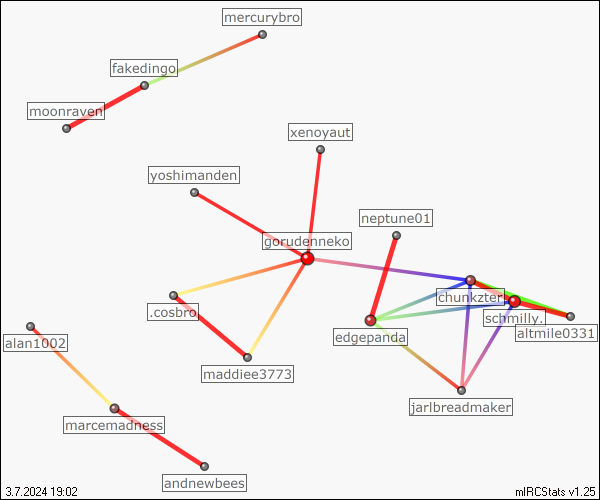 mercurybro
fakedingo
moonraven
xenoyaut
yoshimanden
neptune01
gorudenneko
chunkzter
.cosbro.
schmilly.
altmile0331
edgepanda
alan1002
maddiee3773
jarlbreadmaker
marcemadness
andnewbees
3.7.2024 19:02
mIRCStats v1.25